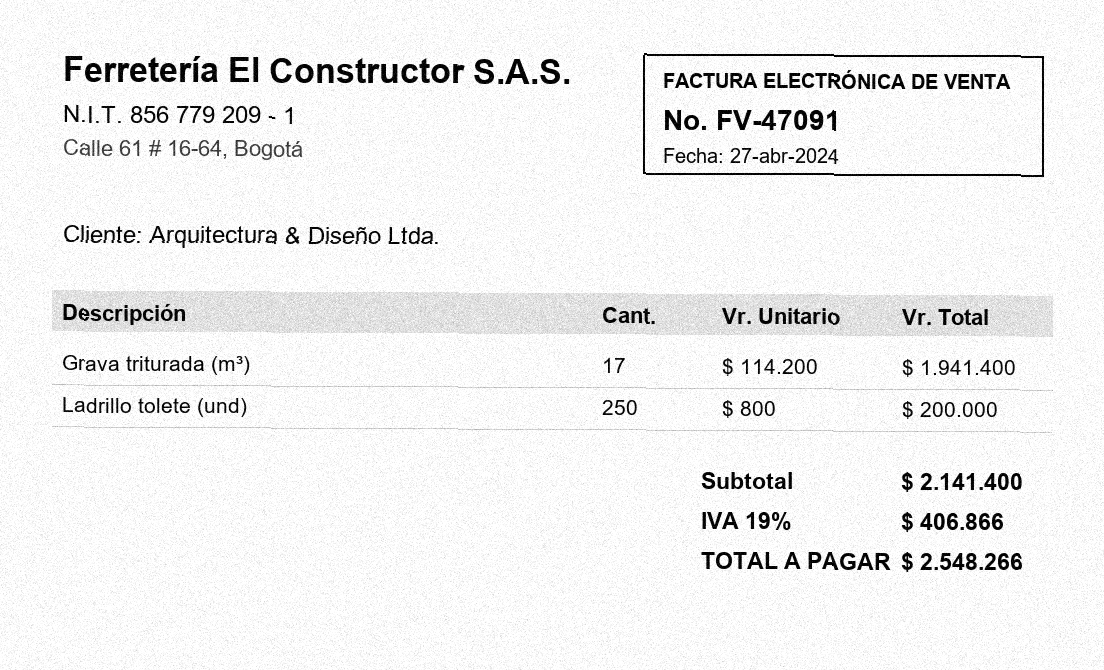 Ferretería El Constructor S.A.S.
N.I.T. 856 779 209 - 1
Calle 61 # 16-64, Bogotá
FACTURA ELECTRÓNICA DE VENTA
No. FV-47091
Fecha: 27-abr-2024
Cliente: Arquitectura & Diseño Ltda.
Descripción Cant. Vr. Unitario Vr. Total
Grava triturada (m³) 17 $ 114.200 $ 1.941.400
Ladrillo tolete (und) 250 $ 800 $ 200.000
Subtotal $ 2.141.400
IVA 19% $ 406.866
TOTAL A PAGAR $ 2.548.266